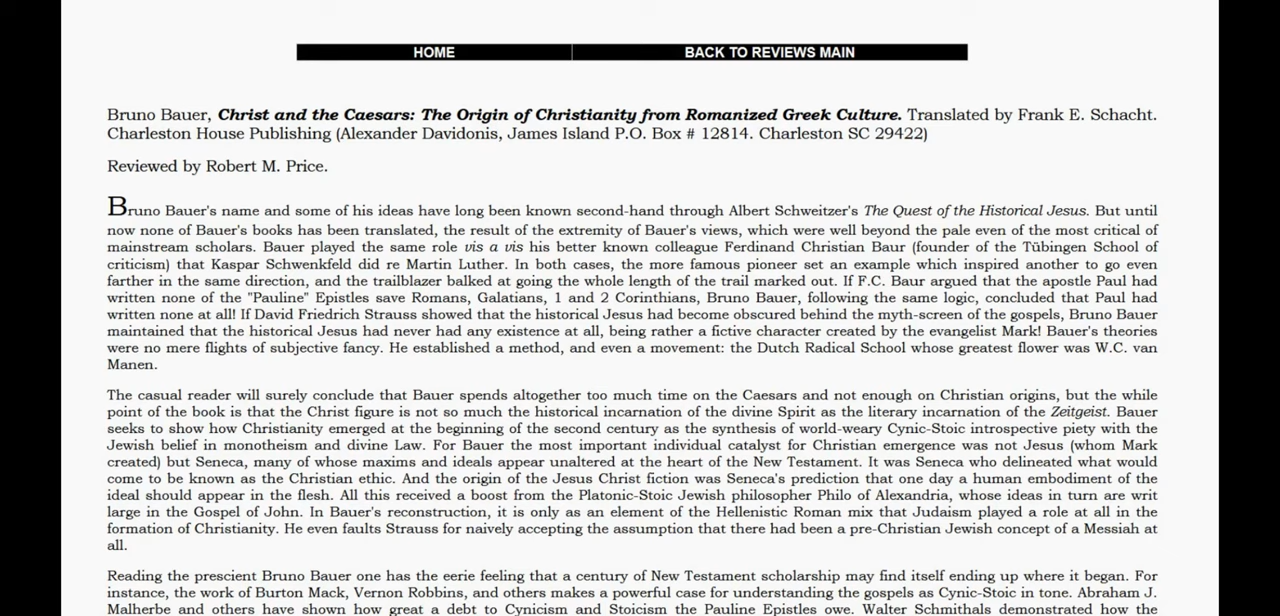 HOME
BACK TO REVIEWS MAIN
Bruno Bauer, Christ and the Caesars: The Origin of Christianity from Romanized Greek Culture. Translated by Frank E. Schacht.
Charleston House Publishing (Alexander Davidonis, James Island P.O. Box # 12814. Charleston SC 29422)
Reviewed by Robert M. Price.
Bruno Bauer's name and some of his ideas have long been known second-hand through Albert Schweitzer's The Quest of the Historical Jesus. But until
now none of Bauer's books has been translated, the result of the extremity of Bauer's views, which were well beyond the pale even of the most critical of
mainstream scholars. Bauer played the same role vis a vis his better known colleague Ferdinand Christian Baur (founder of the Tübingen School of
criticism) that Kaspar Schwenkfeld did re Martin Luther. In both cases, the more famous pioneer set an example which inspired another to go even
farther in the same direction, and the trailblazer balked at going the whole length of the trail marked out. If F.C. Baur argued that the apostle Paul had
written none of the "Pauline" Epistles save Romans, Galatians, 1 and 2 Corinthians, Bruno Bauer, following the same logic, concluded that Paul had
written none at all! If David Friedrich Strauss showed that the historical Jesus had become obscured behind the myth-screen of the gospels, Bruno Bauer
maintained that the historical Jesus had never had any existence at all, being rather a fictive character created by the evangelist Mark! Bauer's theories
were no mere flights of subjective fancy. He established a method, and even a movement: the Dutch Radical School whose greatest flower was W.C. van
Manen.
The casual reader will surely conclude that Bauer spends altogether too much time on the Caesars and not enough on Christian origins, but the while
point of the book is that the Christ figure is not so much the historical incarnation of the divine Spirit as the literary incarnation of the Zeitgeist. Bauer
seeks to show how Christianity emerged at the beginning of the second century as the synthesis of world-weary Cynic-Stoic introspective piety with the
Jewish belief in monotheism and divine Law. For Bauer the most important individual catalyst for Christian emergence was not Jesus (whom Mark
created) but Seneca, many of whose maxims and ideals appear unaltered at the heart of the New Testament. It was Seneca who delineated what would
come to be known as the Christian ethic. And the origin of the Jesus Christ fiction was Seneca's prediction that one day a human embodiment of the
ideal should appear in the flesh. All this received a boost from the Platonic-Stoic Jewish philosopher Philo of Alexandria, whose ideas in turn are writ
large in the Gospel of John. In Bauer's reconstruction, it is only as an element of the Hellenistic Roman mix that Judaism played a role at all in the
formation of Christianity. He even faults Strauss for naively accepting the assumption that there had been a pre-Christian Jewish concept of a Messiah at
all.
Reading the prescient Bruno Bauer one has the eerie feeling that a century of New Testament scholarship may find itself ending up where it began. For
instance, the work of Burton Mack, Vernon Robbins, and others makes a powerful case for understanding the gospels as Cynic-Stoic in tone. Abraham J.
Malherbe and others have shown how great a debt to Cynicism and Stoicism the Pauline Epistles owe. Walter Schmithals demonstrated how the